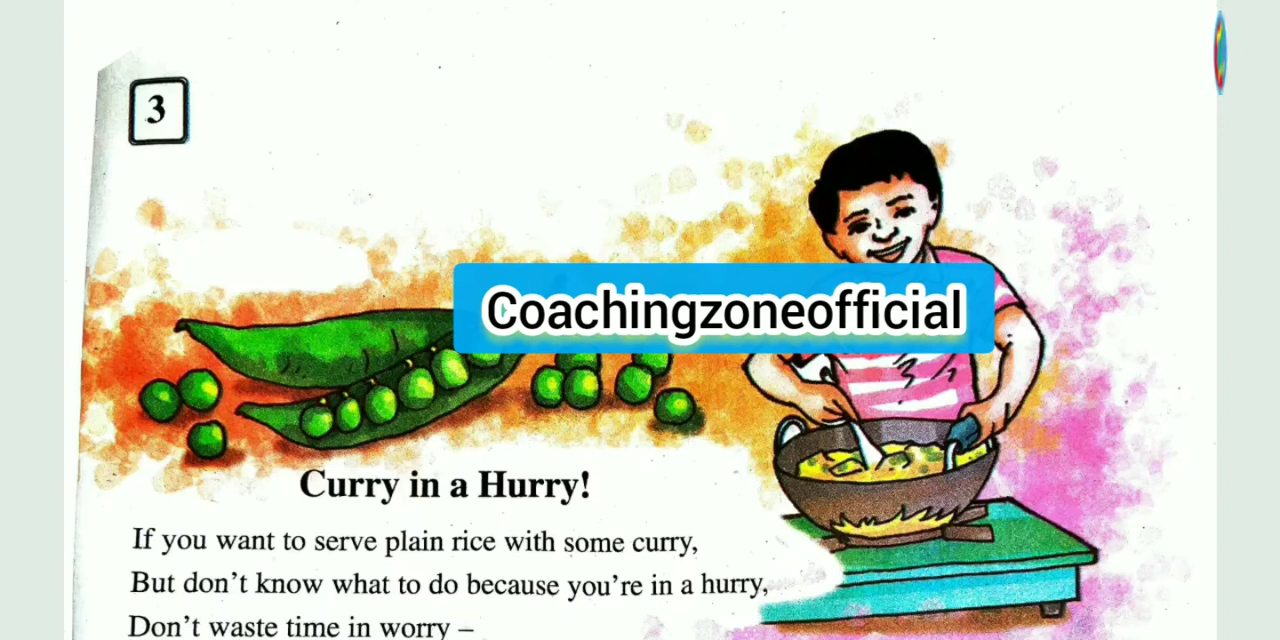 3
Coachingzoneofficial
Curry in a Hurry!
If you want to serve plain rice with some curry,
But don't know what to do because you're in a hurry,
Don't waste time in worry –